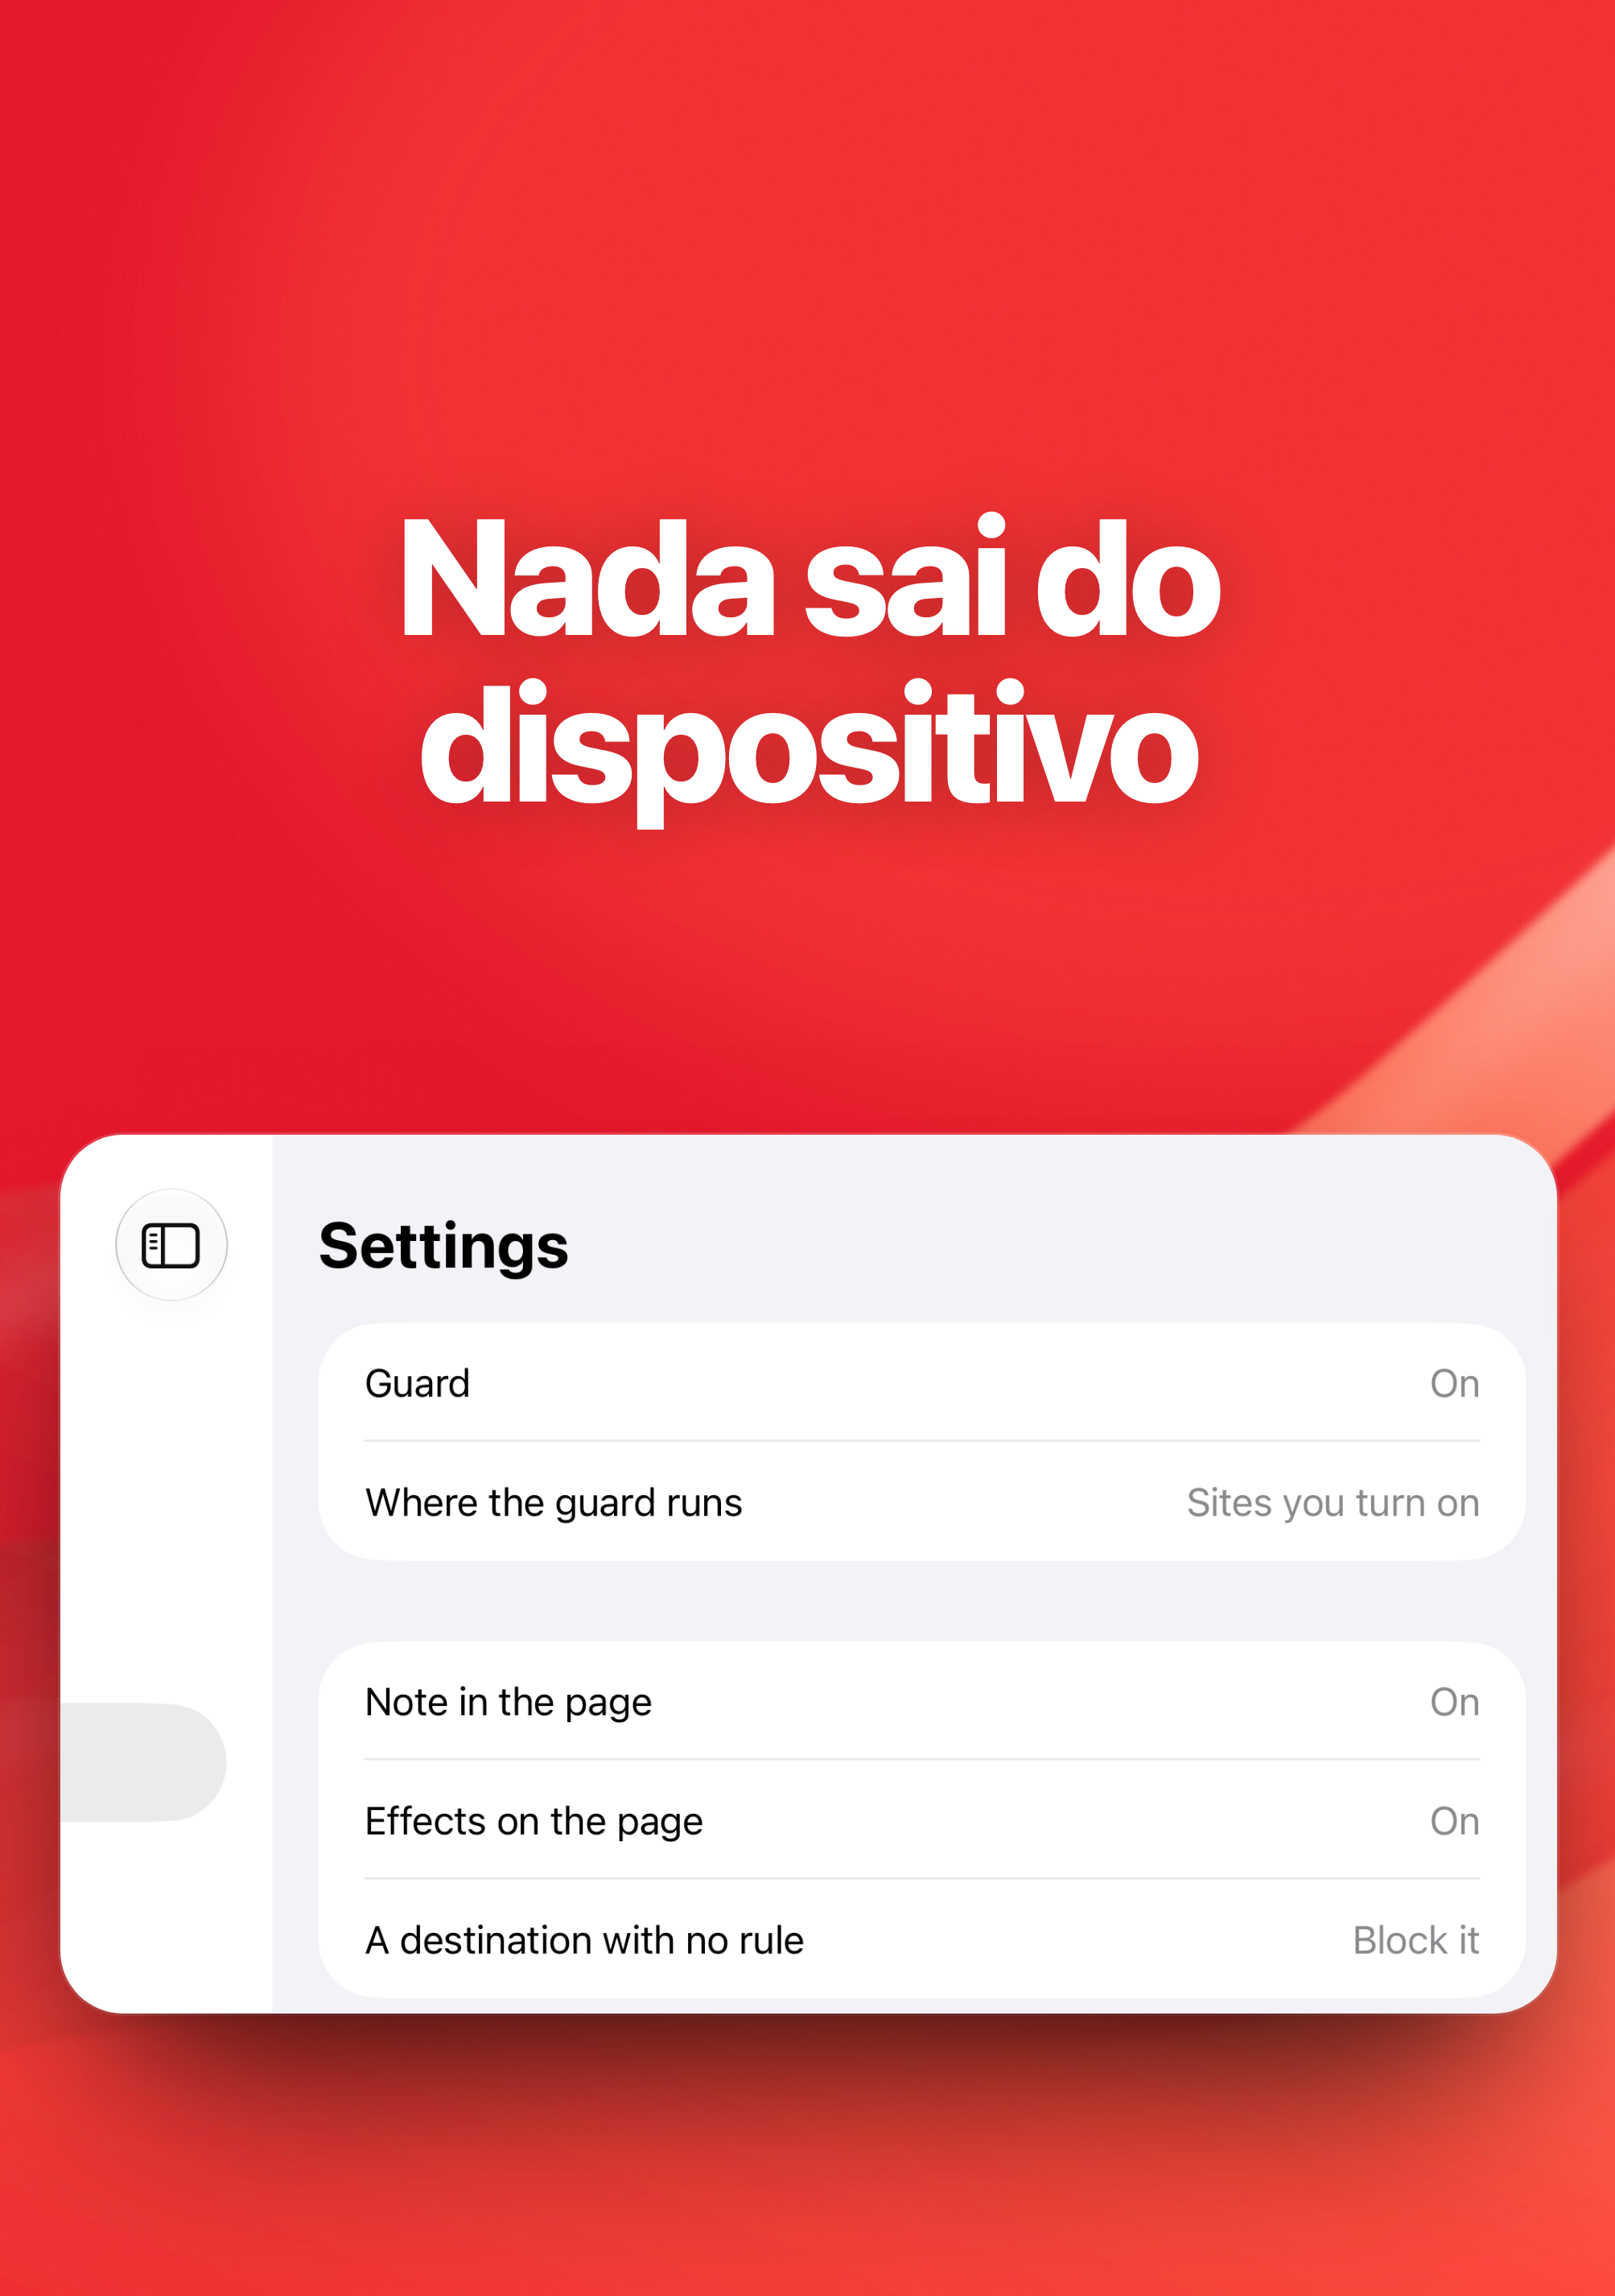 Nada sai do
dispositivo
Settings
Guard On
Where the guard runs Sites you turn on
Note in the page On
Effects on the page On
A destination with no rule Block it